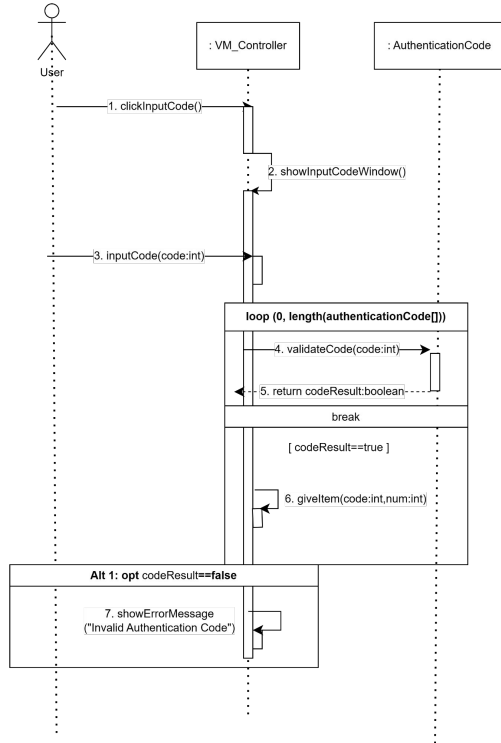 : VM_Controller
: AuthenticationCode
User
1. clickInputCode()
2. showInputCodeWindow()
3. inputCode(code:int)
loop (0, length(authenticationCode[]))
4. validateCode(code:int)
5. return codeResult:boolean
break
[ codeResult==true ]
6. giveItem(code:int,num:int)
Alt 1: opt codeResult==false
7. showErrorMessage
("Invalid Authentication Code")